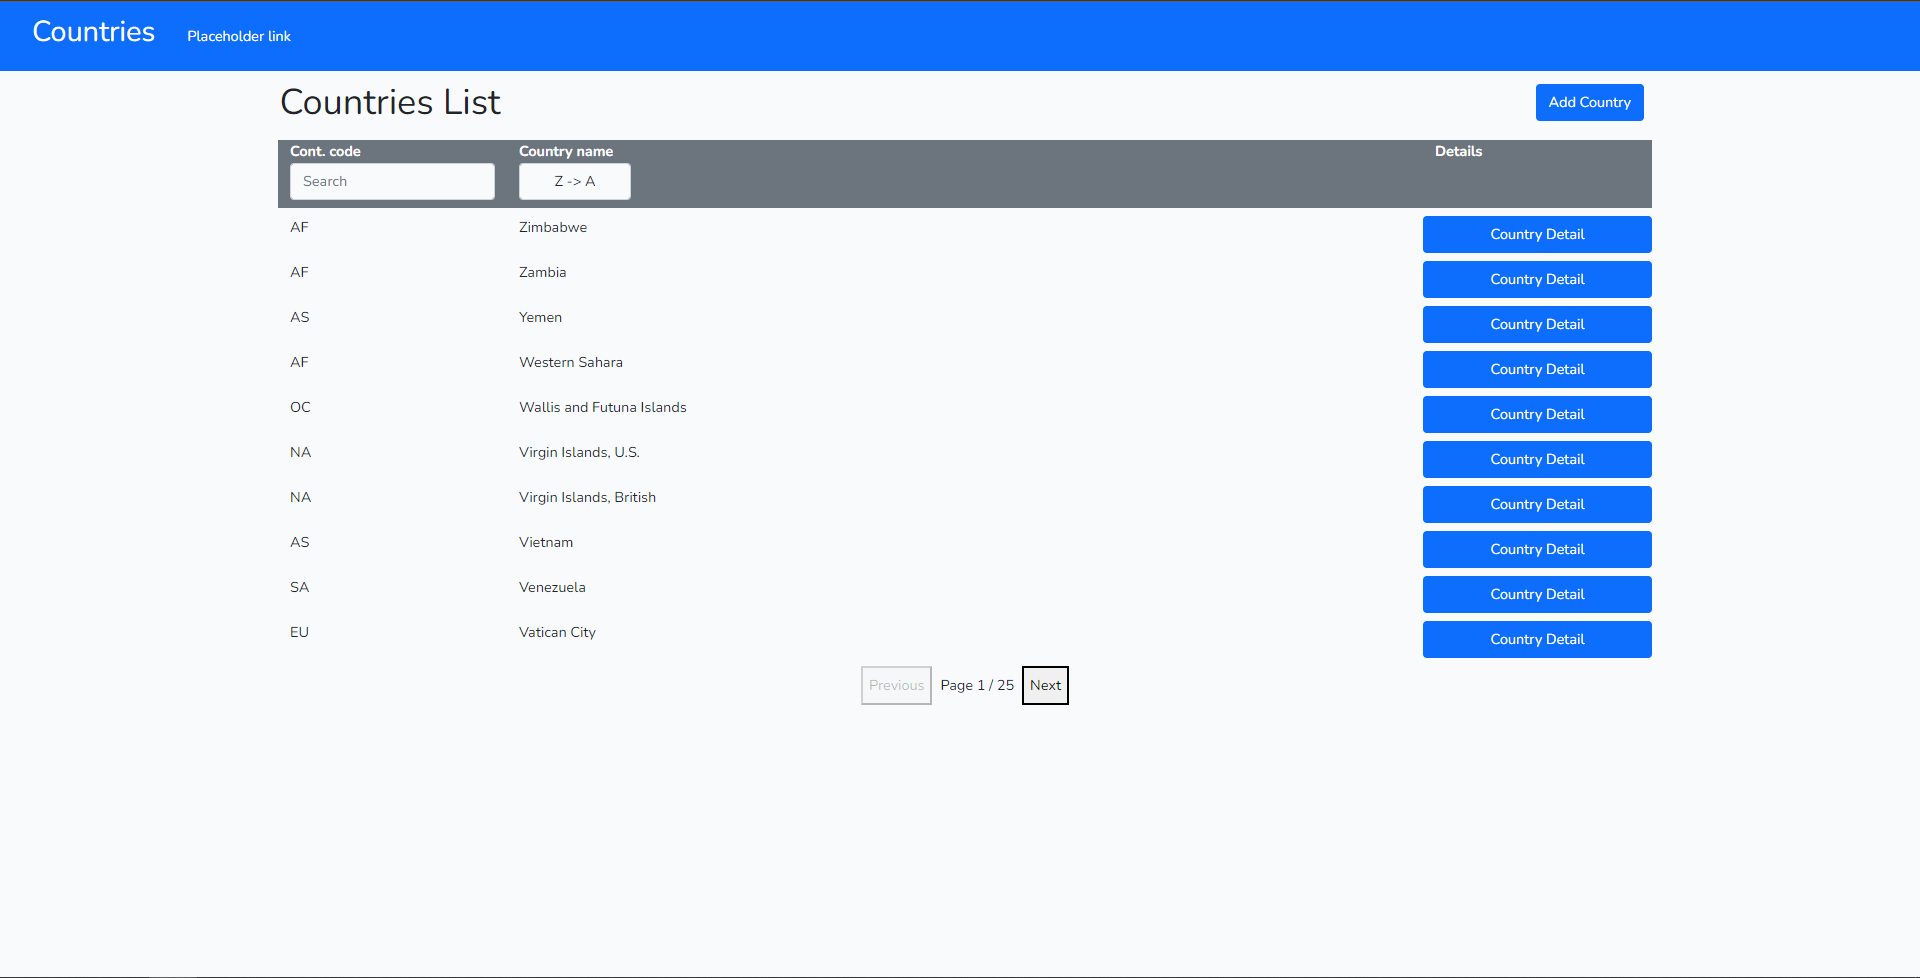 Countries Placeholder link
Countries List Add Country
Cont. code Country name Details
Search Z -> A
AF Zimbabwe Country Detail
AF Zambia Country Detail
AS Yemen Country Detail
AF Western Sahara Country Detail
OC Wallis and Futuna Islands Country Detail
NA Virgin Islands, U.S. Country Detail
NA Virgin Islands, British Country Detail
AS Vietnam Country Detail
SA Venezuela Country Detail
EU Vatican City Country Detail
Previous Page 1 / 25 Next